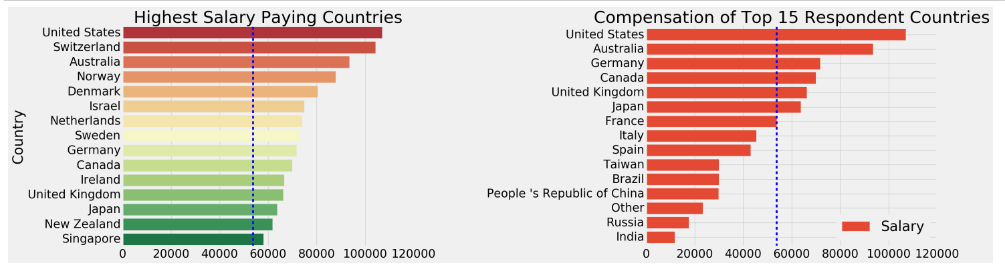 Highest Salary Paying Countries
Country
United States
Switzerland
Australia
Norway
Denmark
Israel
Netherlands
Sweden
Germany
Canada
Ireland
United Kingdom
Japan
New Zealand
Singapore
0 20000 40000 60000 80000 100000 120000
Compensation of Top 15 Respondent Countries
United States
Australia
Germany
Canada
United Kingdom
Japan
France
Italy
Spain
Taiwan
Brazil
People 's Republic of China
Other
Russia
India
Salary
0 20000 40000 60000 80000 100000 120000